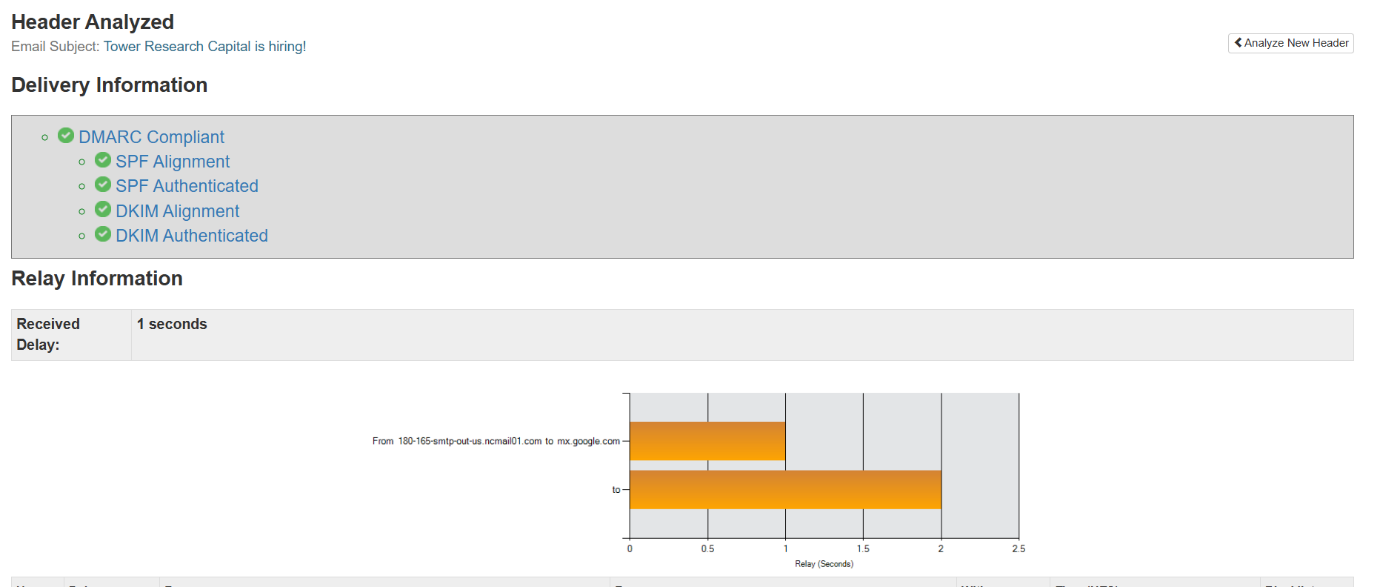 Header Analyzed
Email Subject: Tower Research Capital is hiring!
Analyze New Header
Delivery Information
DMARC Compliant
SPF Alignment
SPF Authenticated
DKIM Alignment
DKIM Authenticated
Relay Information
Received Delay:
1 seconds
From 180-165-smtp-out-us.ncmail01.com to mx.google.com
to
0 0.5 1 1.5 2 2.5
Relay (Seconds)